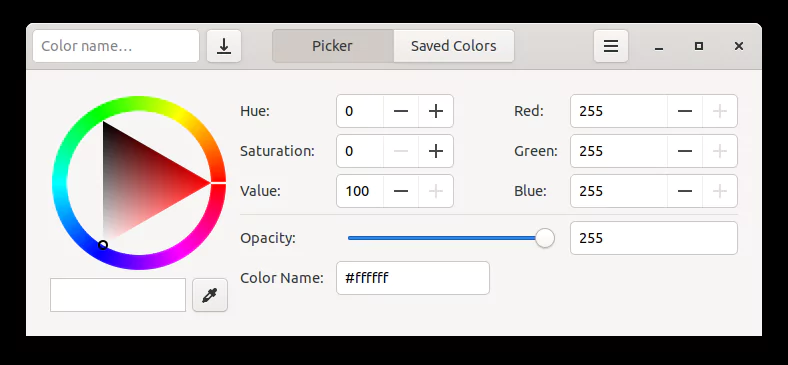 Color name…
Picker
Saved Colors
Hue: 0 Red: 255
Saturation: 0 Green: 255
Value: 100 Blue: 255
Opacity: 255
Color Name: #ffffff